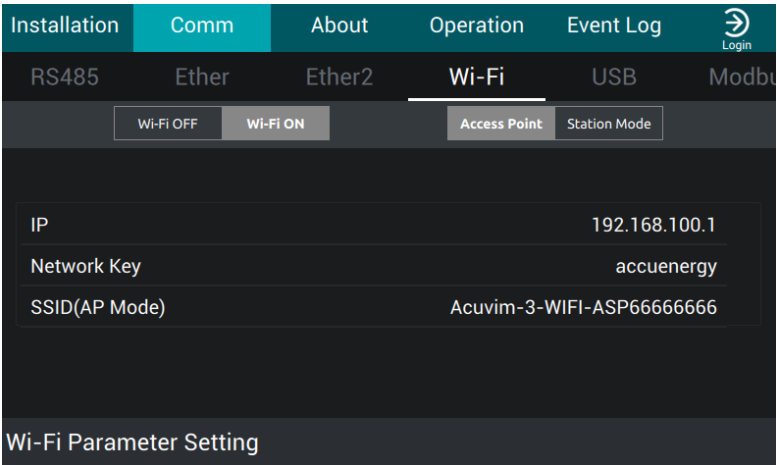 Installation Comm About Operation Event Log Login
RS485 Ether Ether2 Wi-Fi USB Modbu
Wi-Fi OFF Wi-Fi ON Access Point Station Mode
IP 192.168.100.1
Network Key accuenergy
SSID(AP Mode) Acuvim-3-WIFI-ASP66666666
Wi-Fi Parameter Setting